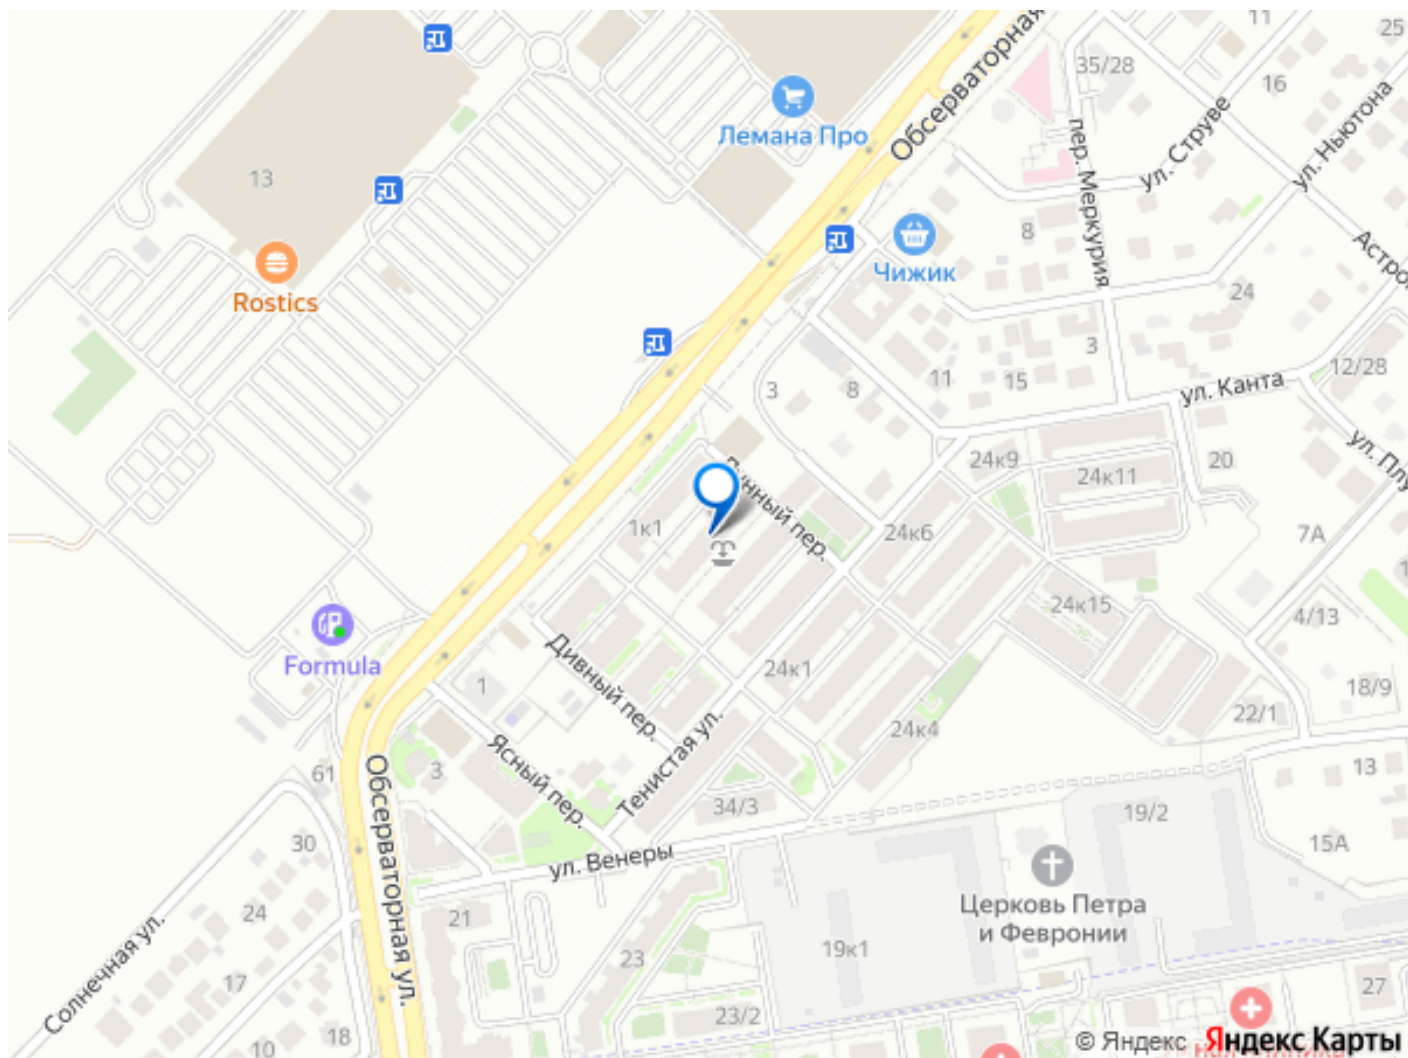 Обсерваторная
11
25
35/28
16
Лемана Про
ул. Струве
пер. Меркурия
ул. Ньютона
13
8
Чижик
Rostics
24
3
3
8
11
15
12/28
ул. Канта
24к9
24к11
20
1к1
24к6
7А
пер.
24к15
4/13
Formula
Дивный пер.
24к1
1
18/9
22/1
24к4
Ясный пер.
Тенистая ул.
61
3
13
34/3
19/2
Обсерваторная ул.
30
15А
ул. Венеры
Церковь Петра
и Февронии
24
21
Солнечная ул.
23
19к1
17
27
23/2
18
10
© Яндекс Яндекс Карты